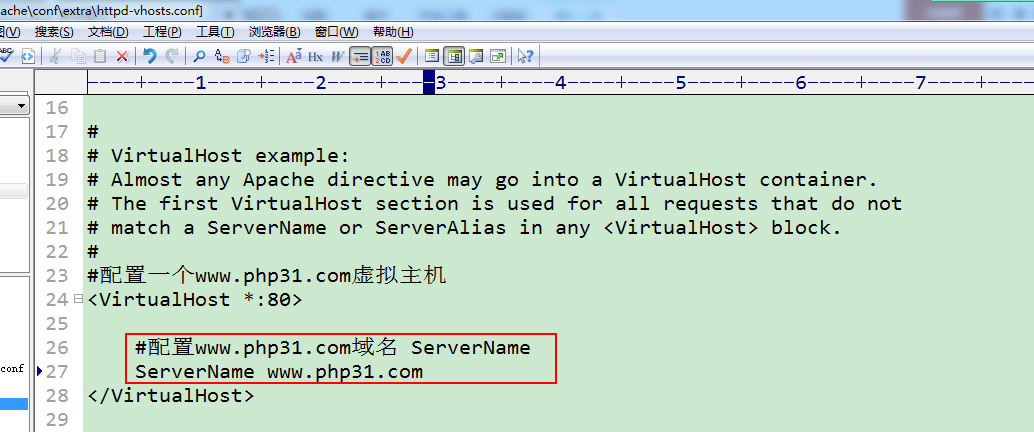 ache\conf\extra\httpd-vhosts.conf]
图(V) 搜索(S) 文档(D) 工程(P) 工具(T) 浏览器(B) 窗口(W) 帮助(H)
----+----1----+----2----+----3----+----4----+----5----+----6----+----7----+---
16
17 #
18 # VirtualHost example:
19 # Almost any Apache directive may go into a VirtualHost container.
20 # The first VirtualHost section is used for all requests that do not
21 # match a ServerName or ServerAlias in any <VirtualHost> block.
22 #
23 #配置一个www.php31.com虚拟主机
24 <VirtualHost *:80>
25
26 #配置www.php31.com域名 ServerName
conf
27 ServerName www.php31.com
28 </VirtualHost>
29